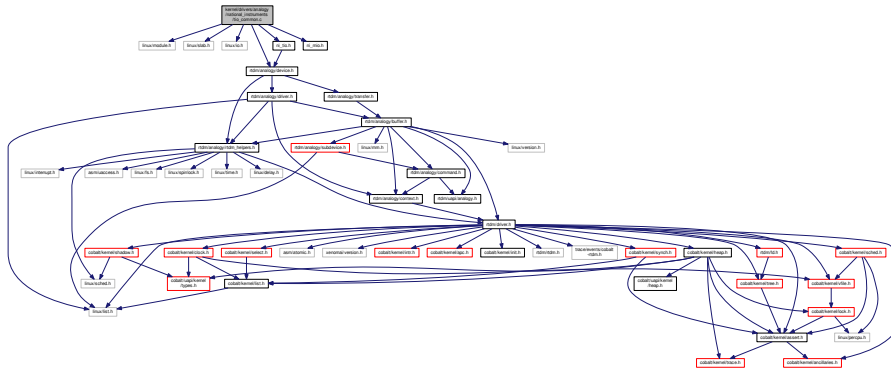 kernel/drivers/analogy
/national_instruments
/tio_common.c
linux/module.h
linux/slab.h
linux/io.h
ni_tio.h
ni_mio.h
rtdm/analogy/device.h
rtdm/analogy/driver.h
rtdm/analogy/transfer.h
rtdm/analogy/buffer.h
rtdm/analogy/rtdm_helpers.h
rtdm/analogy/subdevice.h
linux/mm.h
linux/version.h
linux/interrupt.h
asm/uaccess.h
linux/fs.h
linux/spinlock.h
linux/time.h
linux/delay.h
rtdm/analogy/command.h
rtdm/analogy/context.h
rtdm/uapi/analogy.h
rtdm/driver.h
cobalt/kernel/shadow.h
cobalt/kernel/clock.h
cobalt/kernel/select.h
asm/atomic.h
xenomai/version.h
cobalt/kernel/intr.h
cobalt/kernel/apc.h
cobalt/kernel/init.h
rtdm/rtdm.h
trace/events/cobalt
-rtdm.h
cobalt/kernel/synch.h
cobalt/kernel/heap.h
rtdm/fd.h
cobalt/kernel/sched.h
linux/sched.h
cobalt/uapi/kernel
/types.h
cobalt/kernel/list.h
cobalt/uapi/kernel
/heap.h
cobalt/kernel/tree.h
cobalt/kernel/vfile.h
linux/list.h
cobalt/kernel/lock.h
cobalt/kernel/assert.h
linux/percpu.h
cobalt/kernel/trace.h
cobalt/kernel/ancillaries.h